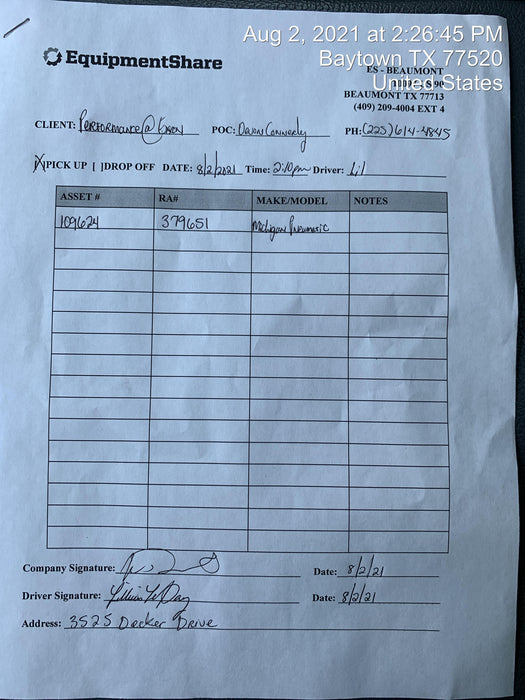 Aug 2, 2021 at 2:26:45 PM
Baytown TX 77520
United States
EquipmentShare
ES - BEAUMONT
BEAUMONT TX 77713
(409) 209-4004 EXT 4
CLIENT: Performance @ Exxon POC: Devon Connerly PH: (225) 614-4845
[X]PICK UP [ ]DROP OFF DATE: 8/2/2021 Time: 2:10pm Driver: Lil
ASSET # RA# MAKE/MODEL NOTES
109624 379651 Michigan Pneumatic
Company Signature: Date: 8/2/21
Driver Signature: Date: 8/2/21
Address: 3525 Decker Drive